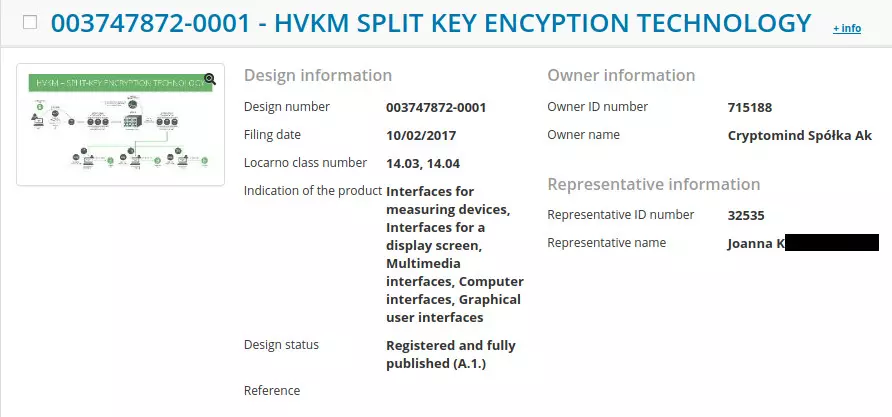 003747872-0001 - HVKM SPLIT KEY ENCYPTION TECHNOLOGY + info
HVKM – SPLIT-KEY ENCRYPTION TECHNOLOGY
Design information
Design number 003747872-0001
Filing date 10/02/2017
Locarno class number 14.03, 14.04
Indication of the product Interfaces for
measuring devices,
Interfaces for a
display screen,
Multimedia
interfaces, Computer
interfaces, Graphical
user interfaces
Design status Registered and fully
published (A.1.)
Reference
Owner information
Owner ID number 715188
Owner name Cryptomind Spółka Ak
Representative information
Representative ID number 32535
Representative name Joanna K